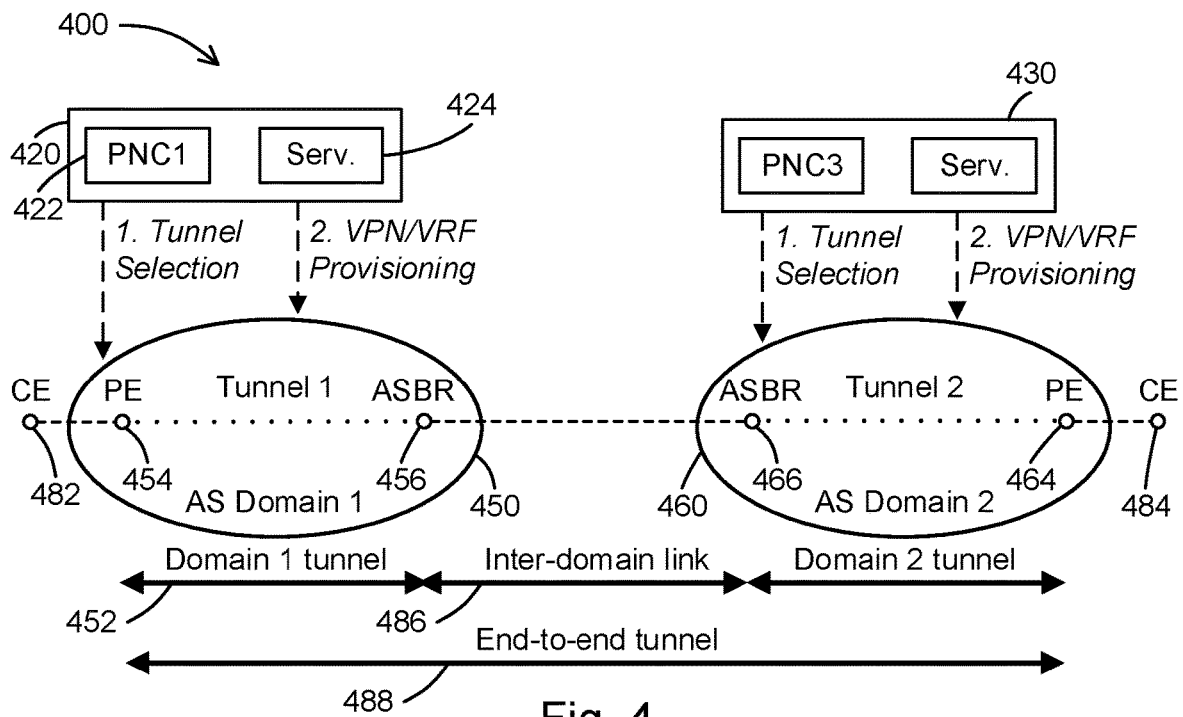 400
430
424
420
PNC1
Serv.
PNC3
Serv.
422
1. Tunnel
Selection
2. VPN/VRF
Provisioning
1. Tunnel
Selection
2. VPN/VRF
Provisioning
CE
PE
Tunnel 1
ASBR
ASBR
Tunnel 2
PE
CE
482
454
456
450
460
466
464
484
AS Domain 1
AS Domain 2
Domain 1 tunnel
Inter-domain link
Domain 2 tunnel
452
486
End-to-end tunnel
488
Fig. 4